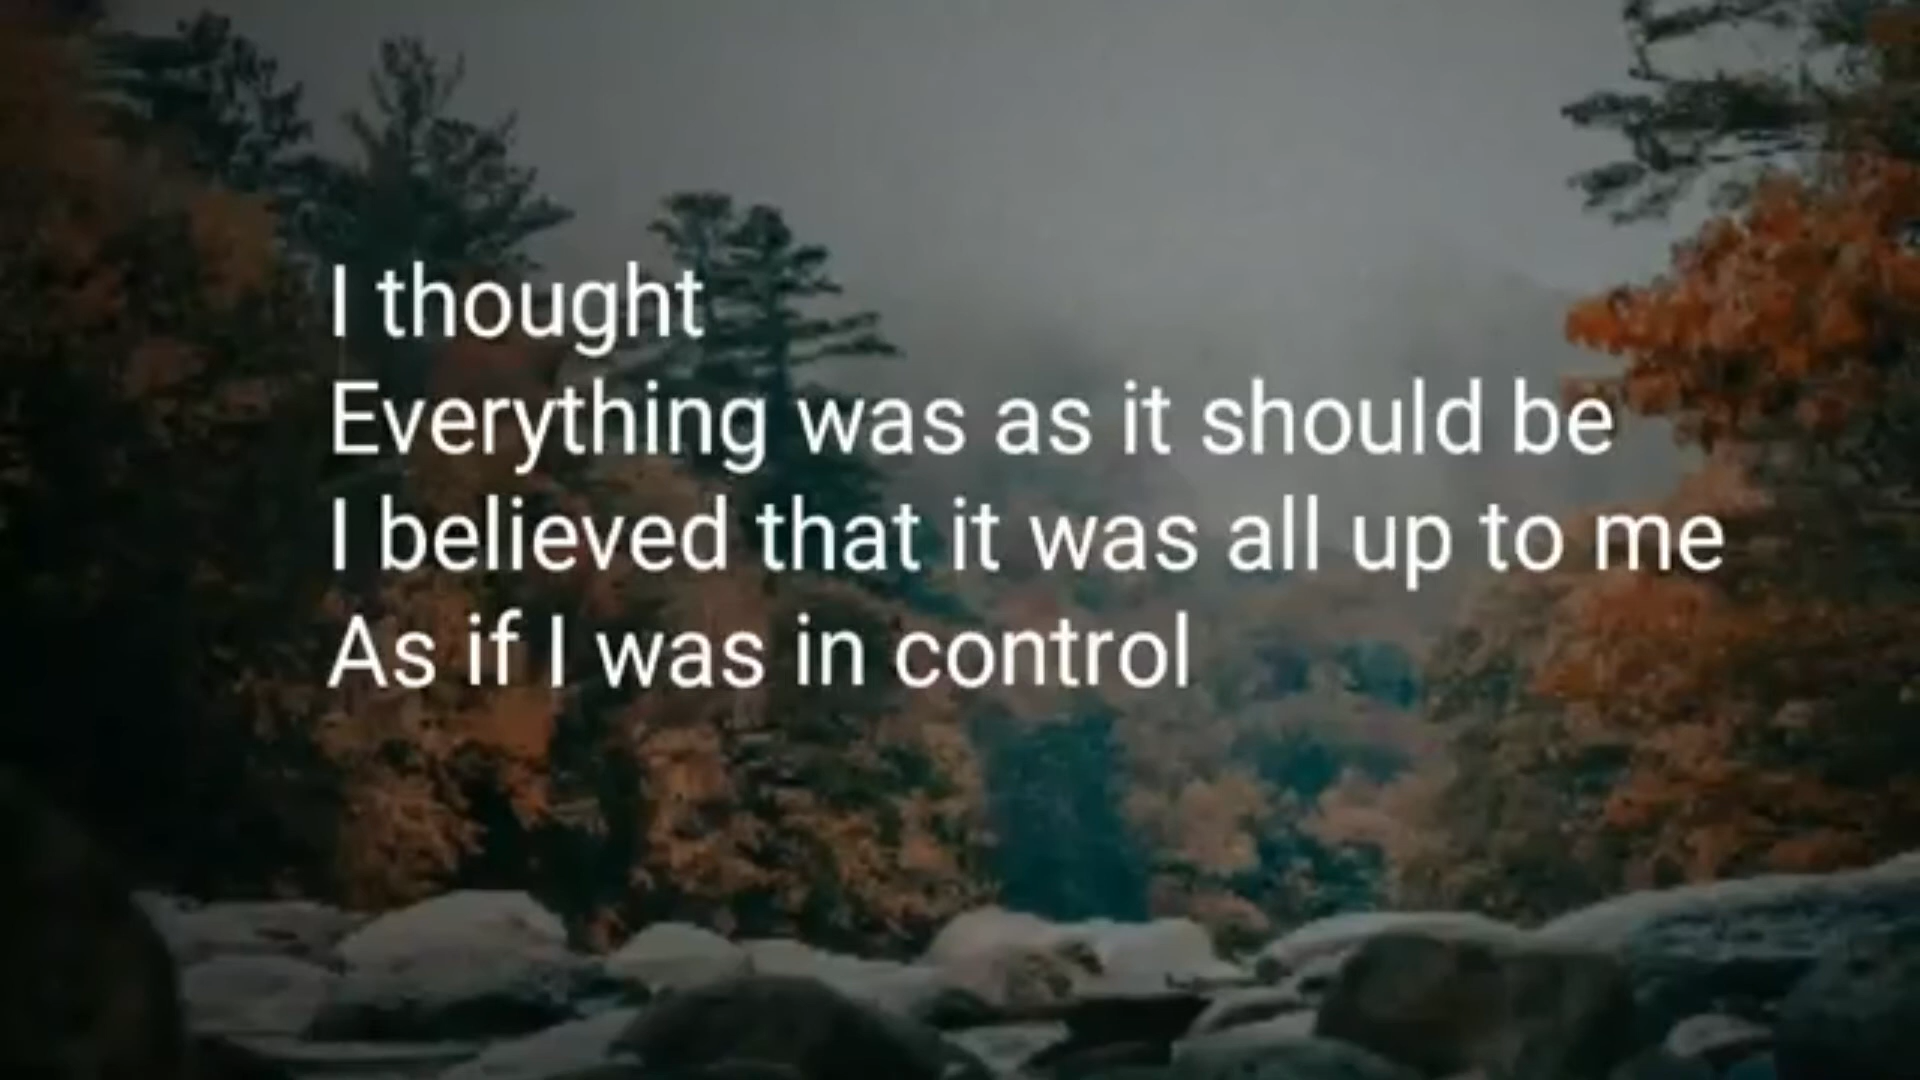 I thought
Everything was as it should be
I believed that it was all up to me
As if I was in control